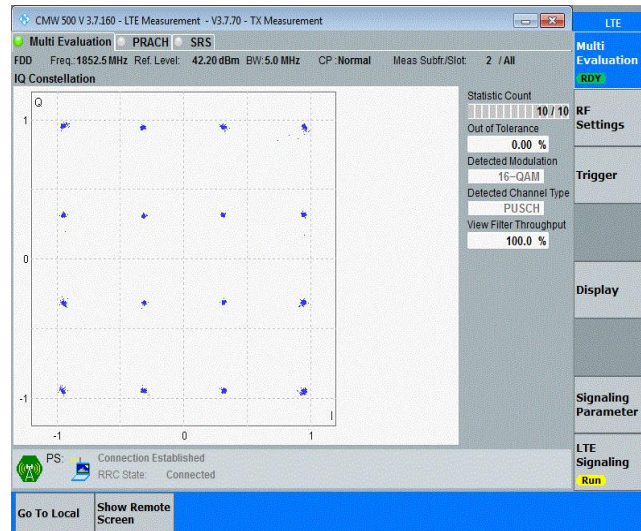 CMW 500 V 3.7.160 - LTE Measurement - V3.7.70 - TX Measurement
LTE
Multi Evaluation PRACH SRS
FDD Freq.:1852.5 MHz Ref. Level: 42.20 dBm BW:5.0 MHz CP :Normal Meas Subfr./Slot: 2 / All
IQ Constellation
Q
1
0
-1
-1 0 1
I
Statistic Count
10 / 10
Out of Tolerance
0.00 %
Detected Modulation
16-QAM
Detected Channel Type
PUSCH
View Filter Throughput
100.0 %
Multi
Evaluation
RDY
RF
Settings
Trigger
Display
Signaling
Parameter
LTE
Signaling
Run
PS: Connection Established
RRC State: Connected
Go To Local
Show Remote
Screen